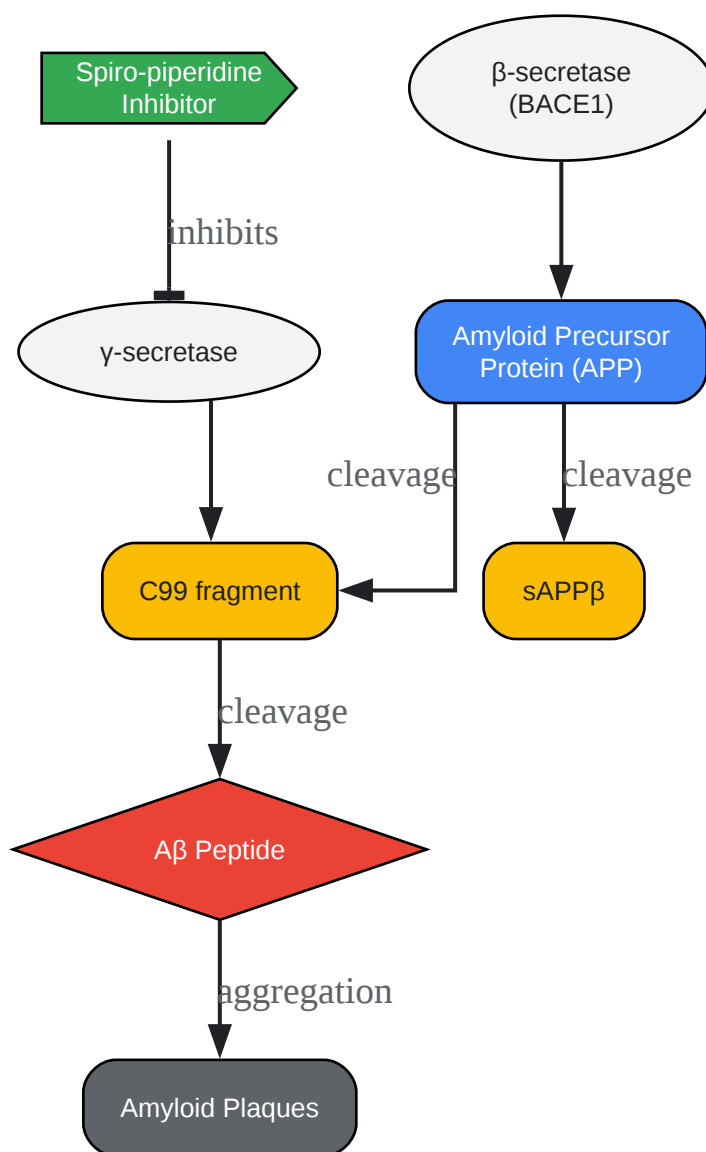 Spiro-piperidine
Inhibitor
β-secretase
(BACE1)
inhibits
γ-secretase
Amyloid Precursor
Protein (APP)
cleavage
cleavage
C99 fragment
sAPPβ
cleavage
Aβ Peptide
aggregation
Amyloid Plaques